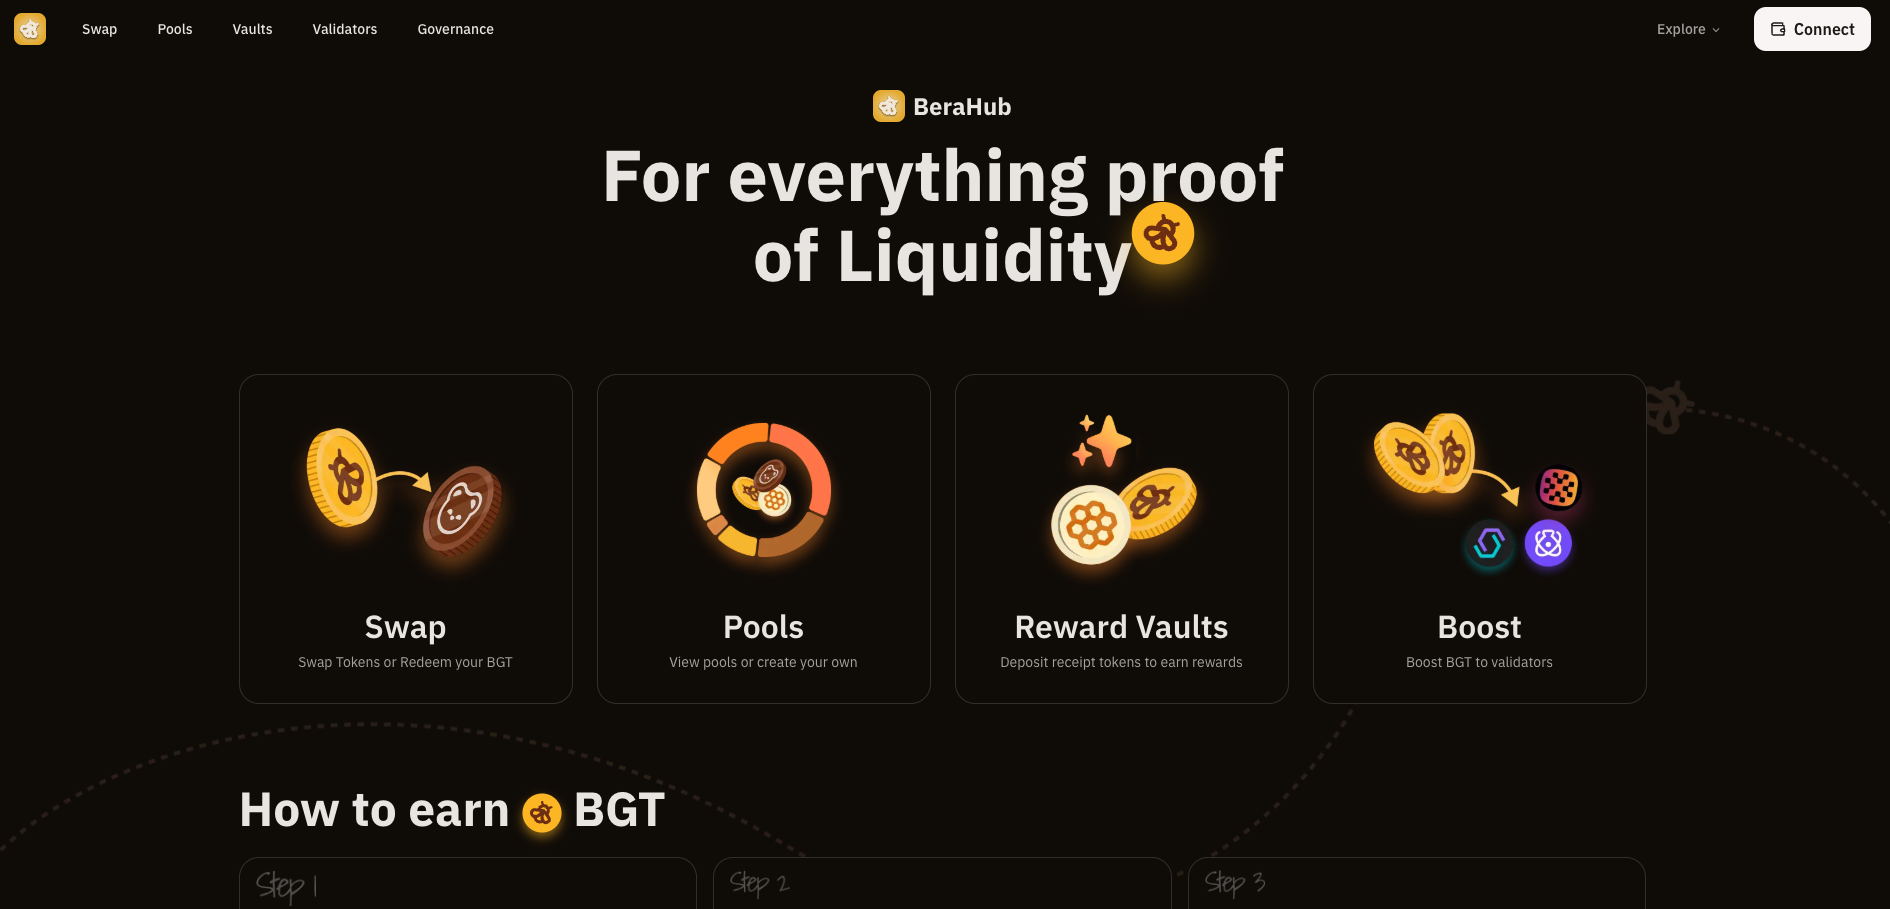 Swap
Pools
Vaults
Validators
Governance
Explore
Connect
BeraHub
For everything proof
of Liquidity
Swap
Swap Tokens or Redeem your BGT
Pools
View pools or create your own
Reward Vaults
Deposit receipt tokens to earn rewards
Boost
Boost BGT to validators
How to earn BGT
Step 1
Step 2
Step 3